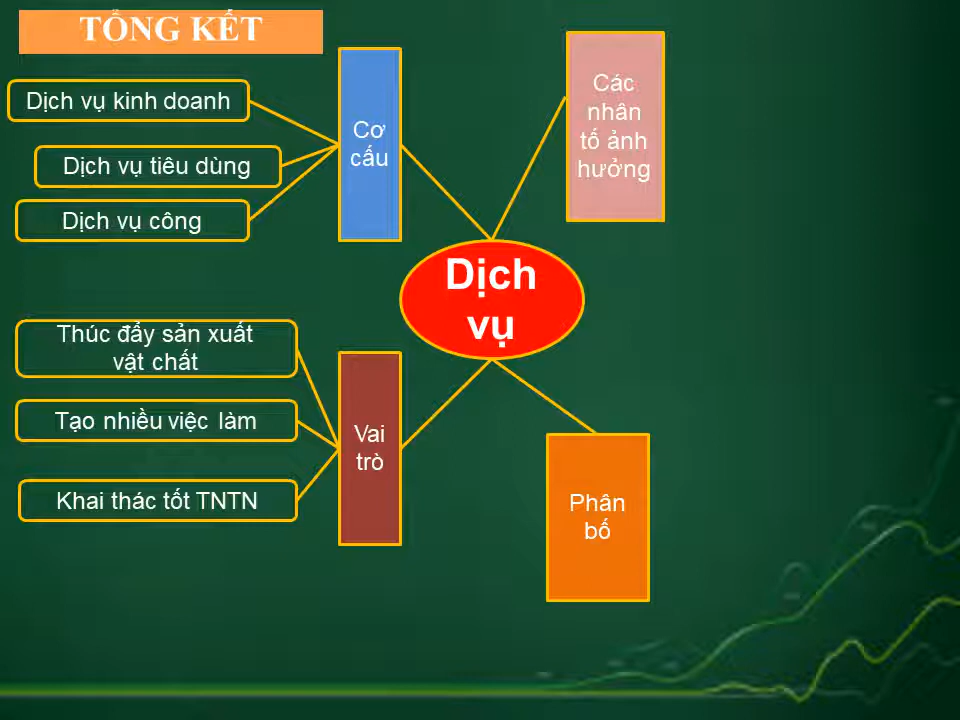 TỔNG KẾT
Dịch vụ kinh doanh
Dịch vụ tiêu dùng
Dịch vụ công
Cơ
cấu
Các
nhân
tố ảnh
hưởng
Dịch
vụ
Thúc đẩy sản xuất
vật chất
Tạo nhiều việc làm
Khai thác tốt TNTN
Vai
trò
Phân
bố